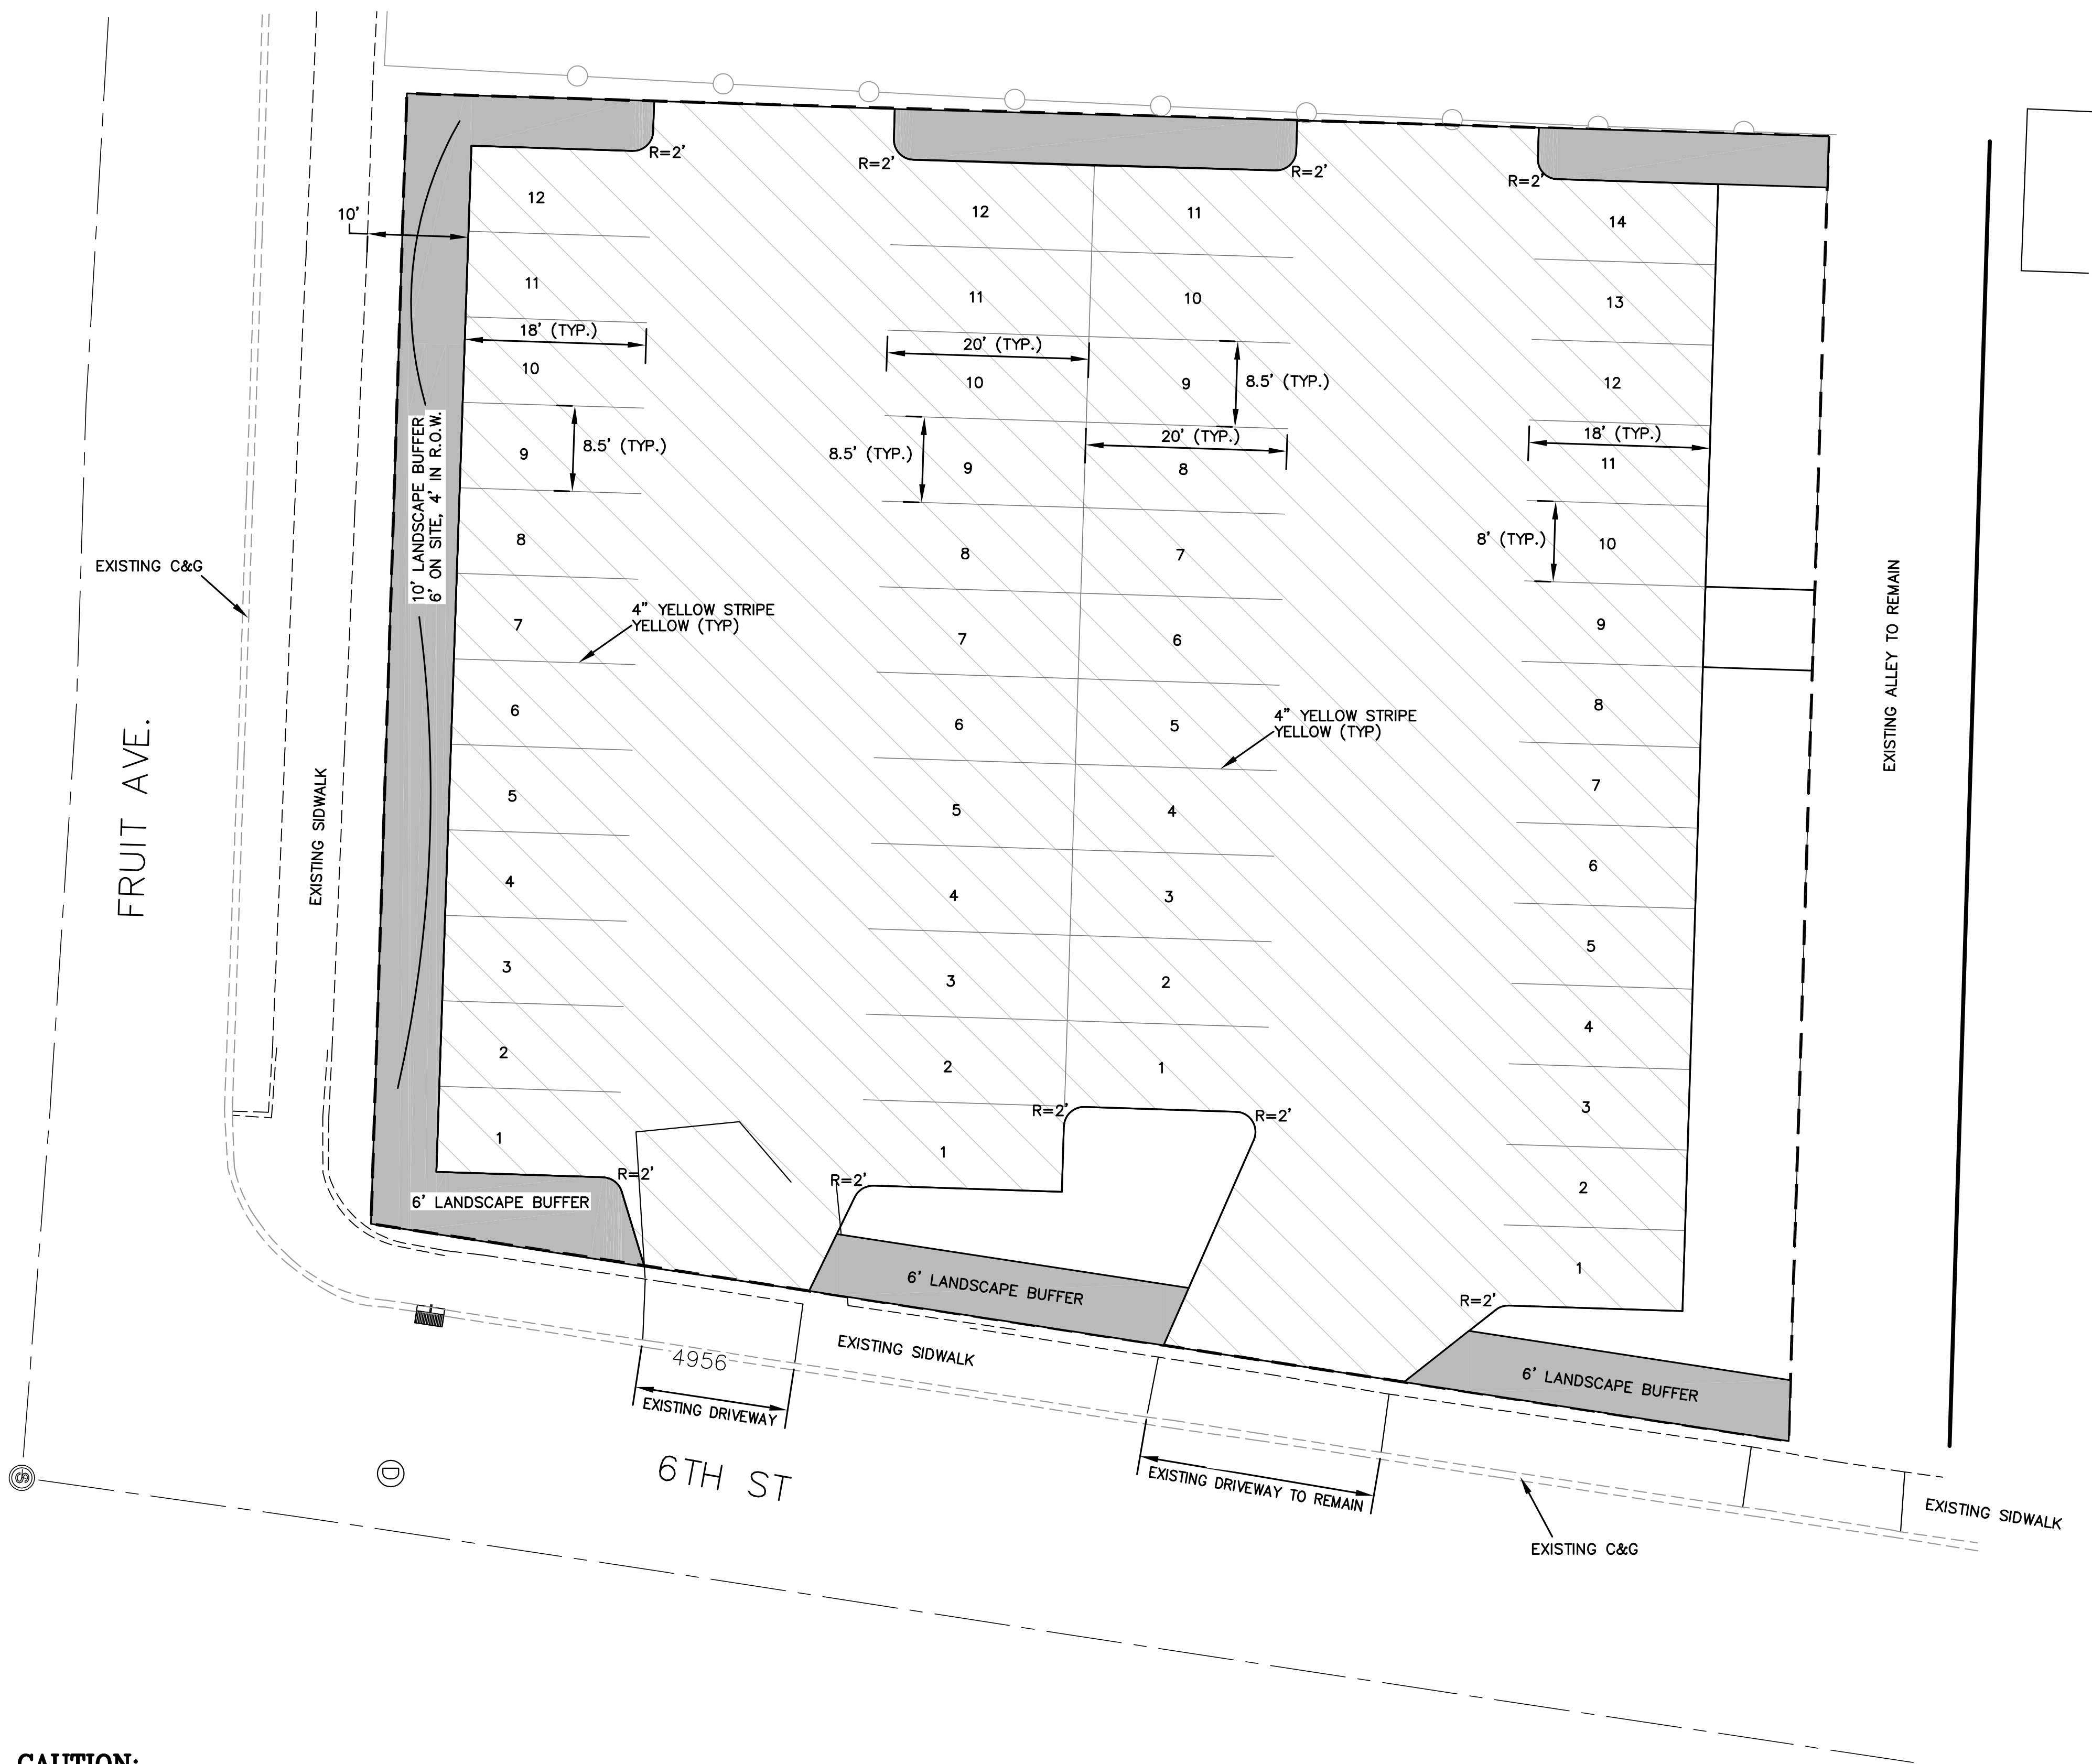 R=2'
R=2'
R=2'
R=2'
10'
12
11
10
9
8
7
6
5
4
3
2
1
18' (TYP.)
8.5' (TYP.)
4" YELLOW STRIPE
YELLOW (TYP)
10' LANDSCAPE BUFFER
6' ON SITE, 4' IN R.O.W.
EXISTING C&G
FRUIT AVE.
EXISTING SIDWALK
12
11
10
9
8
7
6
5
4
3
2
1
20' (TYP.)
8.5' (TYP.)
11
10
9
8
7
6
5
4
3
2
1
8.5' (TYP.)
20' (TYP.)
4" YELLOW STRIPE
YELLOW (TYP)
14
13
12
11
10
9
8
7
6
5
4
3
2
1
18' (TYP.)
8' (TYP.)
EXISTING ALLEY TO REMAIN
R=2'
R=2'
R=2'
R=2'
R=2'
6' LANDSCAPE BUFFER
6' LANDSCAPE BUFFER
6' LANDSCAPE BUFFER
4956
EXISTING DRIVEWAY
EXISTING SIDWALK
EXISTING DRIVEWAY TO REMAIN
EXISTING C&G
EXISTING SIDWALK
6TH ST
D
S
CAUTION: